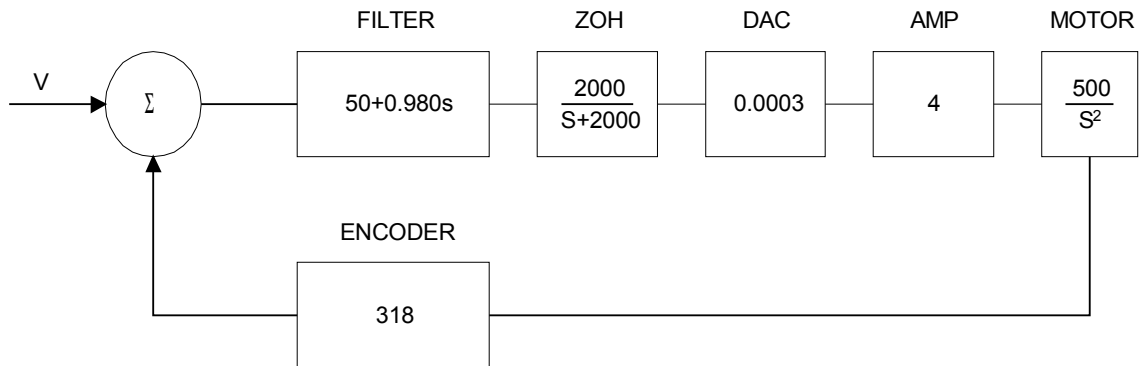 FILTER
ZOH
DAC
AMP
MOTOR
V
Σ
50+0.980s
2000
S+2000
0.0003
4
500
S²
ENCODER
318